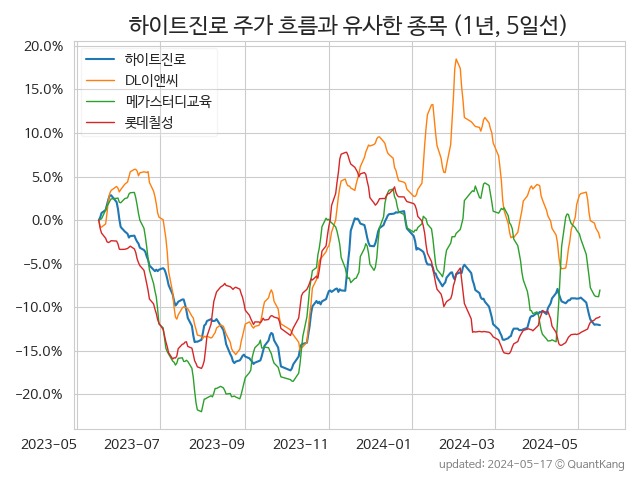 하이트진로 주가 흐름과 유사한 종목 (1년, 5일선)
20.0%
15.0%
10.0%
5.0%
0.0%
−5.0%
−10.0%
−15.0%
−20.0%
하이트진로
DL이앤씨
메가스터디교육
롯데칠성
2023-05 2023-07 2023-09 2023-11 2024-01 2024-03 2024-05
updated: 2024-05-17 © QuantKang